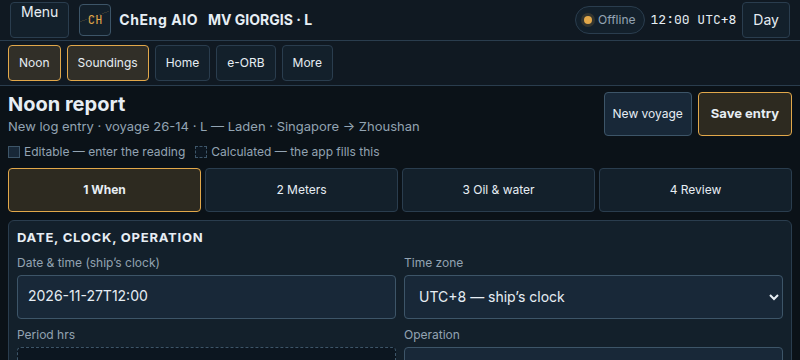 Menu CH ChEng AIO MV GIORGIS · L Offline 12:00 UTC+8 Day
Noon Soundings Home e-ORB More
Noon report
New log entry · voyage 26-14 · L — Laden · Singapore → Zhoushan
New voyage Save entry
Editable — enter the reading Calculated — the app fills this
1 When 2 Meters 3 Oil & water 4 Review
DATE, CLOCK, OPERATION
Date & time (ship's clock) Time zone
2026-11-27T12:00 UTC+8 — ship's clock
Period hrs Operation